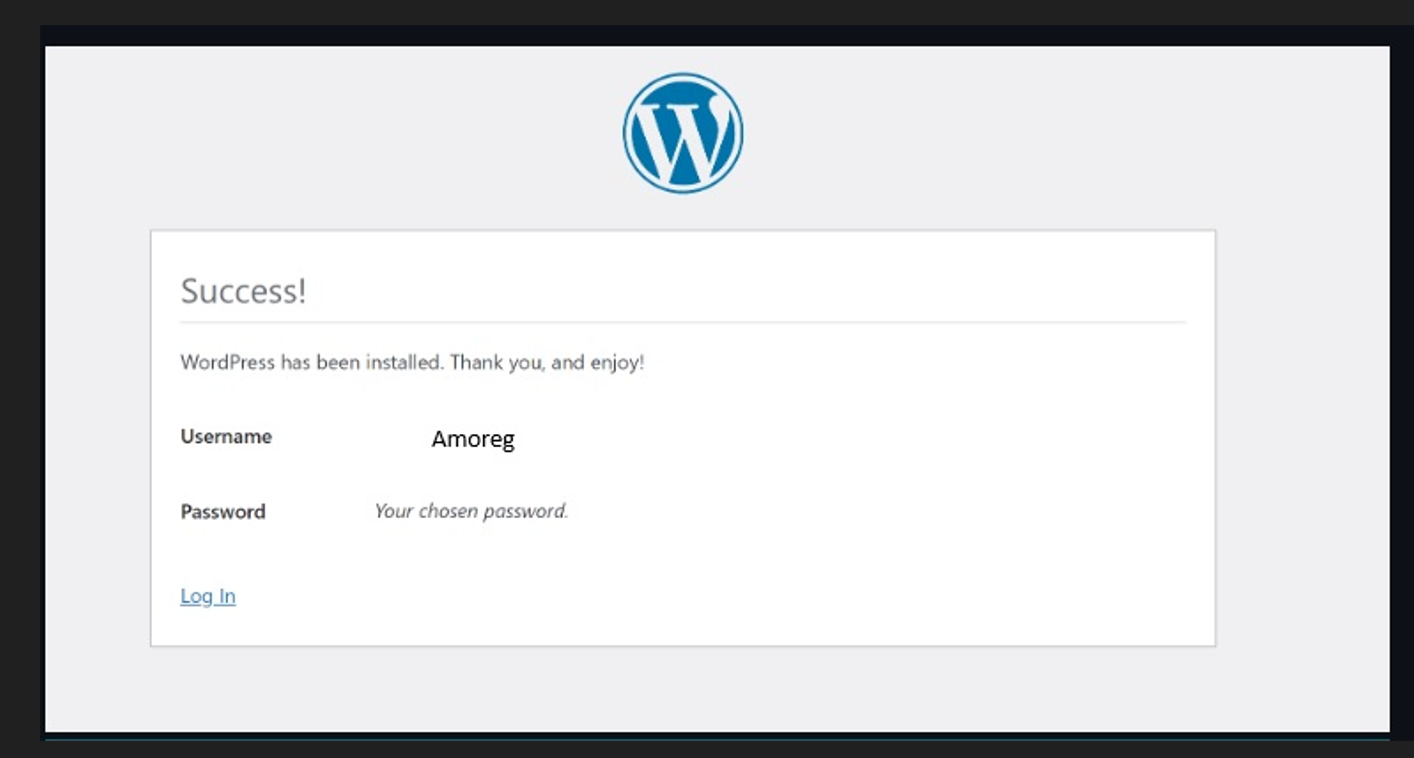 Success!
WordPress has been installed. Thank you, and enjoy!
Username Amoreg
Password Your chosen password.
Log In